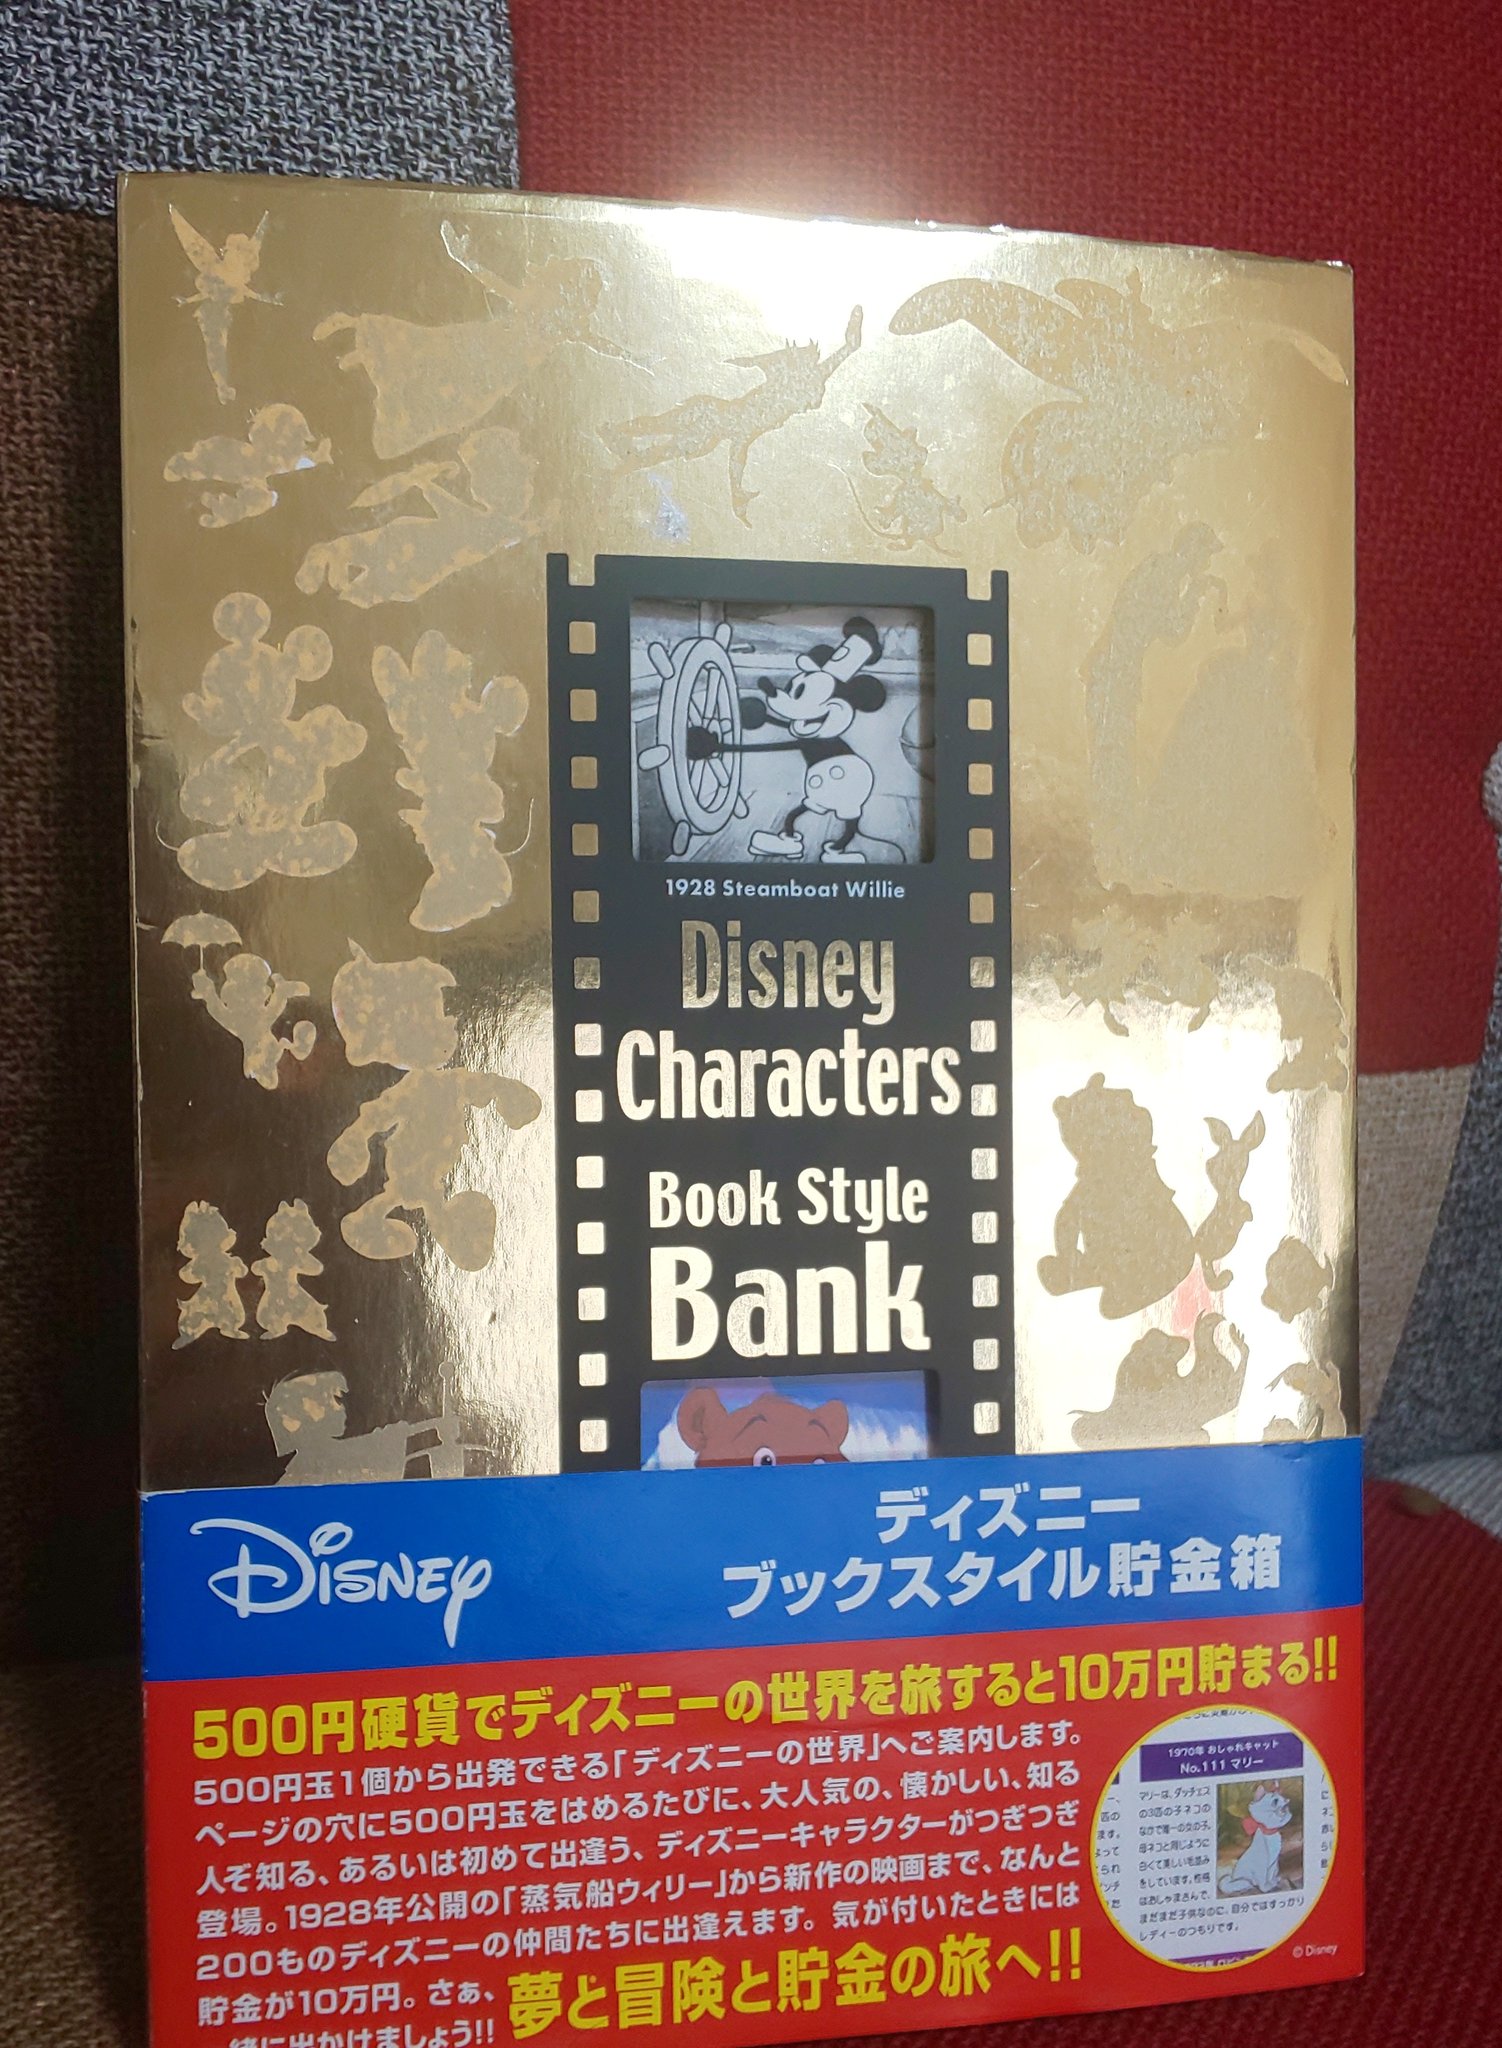 1928 Steamboat Willie
Disney
Characters
Book Style
Bank
Disney
ディズニー
ブックスタイル貯金箱
500円硬貨でディズニーの世界を旅すると10万円貯まる!!
500円玉1個から出発できる「ディズニーの世界」へご案内します。
ページの穴に500円玉をはめるたびに、大人気の、懐かしい、知る
人ぞ知る、あるいは初めて出逢う、ディズニーキャラクターがつぎつぎ
登場。1928年公開の「蒸気船ウィリー」から新作の映画まで、なんと
200ものディズニーの仲間たちに出逢えます。気が付いたときには
貯金が10万円。さぁ、
一緒に出かけましょう!!
夢と冒険と貯金の旅へ!!
1970年 おしゃれキャット
No.111 マリー
マリーは、ダッチェス
の3匹の子ネコの
なかで唯一の女の子。
母ネコと同じように
白くて美しい毛並み
をしています。性格
はおしゃまさんで、
まだまだ子供なのに、自分ではすっかり
レディーのつもりです。
© Disney